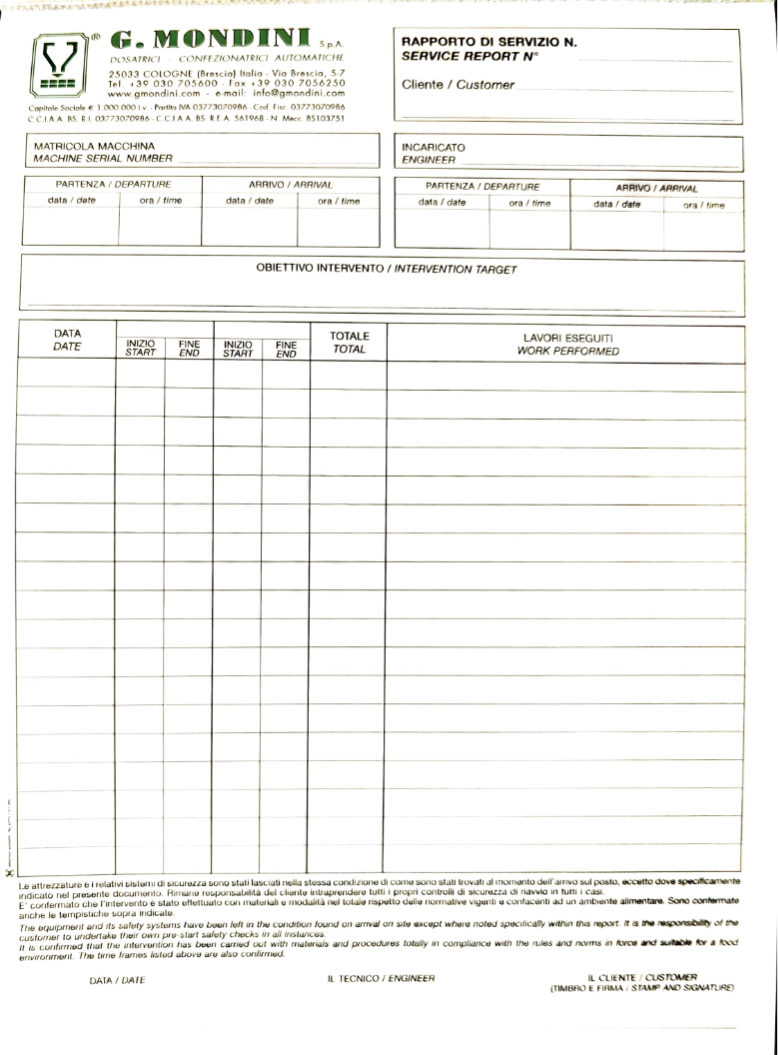 ®
G. MONDINI S.p.A.
DOSATRICI - CONFEZIONATRICI AUTOMATICHE
25033 COLOGNE (Brescia) Italia - Via Brescia, 5-7
Tel. +39 030 705600 - Fax +39 030 7056250
www.gmondini.com - e-mail: info@gmondini.com
Capitale Sociale € 1.000.000 i.v. - Partita IVA 03773070986 - Cod. Fisc. 03773070986
C.C.I.A.A. BS: R.I. 03773070986 - C.C.I.A.A. BS: R.E.A. 561968 - N. Mecc. BS103751
RAPPORTO DI SERVIZIO N.
SERVICE REPORT N°
Cliente / Customer
MATRICOLA MACCHINA
MACHINE SERIAL NUMBER
INCARICATO
ENGINEER
PARTENZA / DEPARTURE ARRIVO / ARRIVAL PARTENZA / DEPARTURE ARRIVO / ARRIVAL
data / date ora / time data / date ora / time data / date ora / time data / date ora / time
OBIETTIVO INTERVENTO / INTERVENTION TARGET
DATA
DATE
INIZIO
START
FINE
END
INIZIO
START
FINE
END
TOTALE
TOTAL
LAVORI ESEGUITI
WORK PERFORMED
Le attrezzature e i relativi sistemi di sicurezza sono stati lasciati nella stessa condizione di come sono stati trovati al momento dell'arrivo sul posto, eccetto dove specificamente
indicato nel presente documento. Rimane responsabilità del cliente intraprendere tutti i propri controlli di sicurezza di riavvio in tutti i casi.
E' confermato che l'intervento è stato effettuato con materiali e modalità nel totale rispetto delle normative vigenti e confacenti ad un ambiente alimentare. Sono confermate
anche le tempistiche sopra indicate.
The equipment and its safety systems have been left in the condition found on arrival on site except where noted specifically within this report. It is the responsibility of the
customer to undertake their own pre-start safety checks in all instances.
It is confirmed that the intervention has been carried out with materials and procedures totally in compliance with the rules and norms in force and suitable for a food
environment. The time frames listed above are also confirmed.
DATA / DATE
IL TECNICO / ENGINEER
IL CLIENTE / CUSTOMER
(TIMBRO E FIRMA / STAMP AND SIGNATURE)